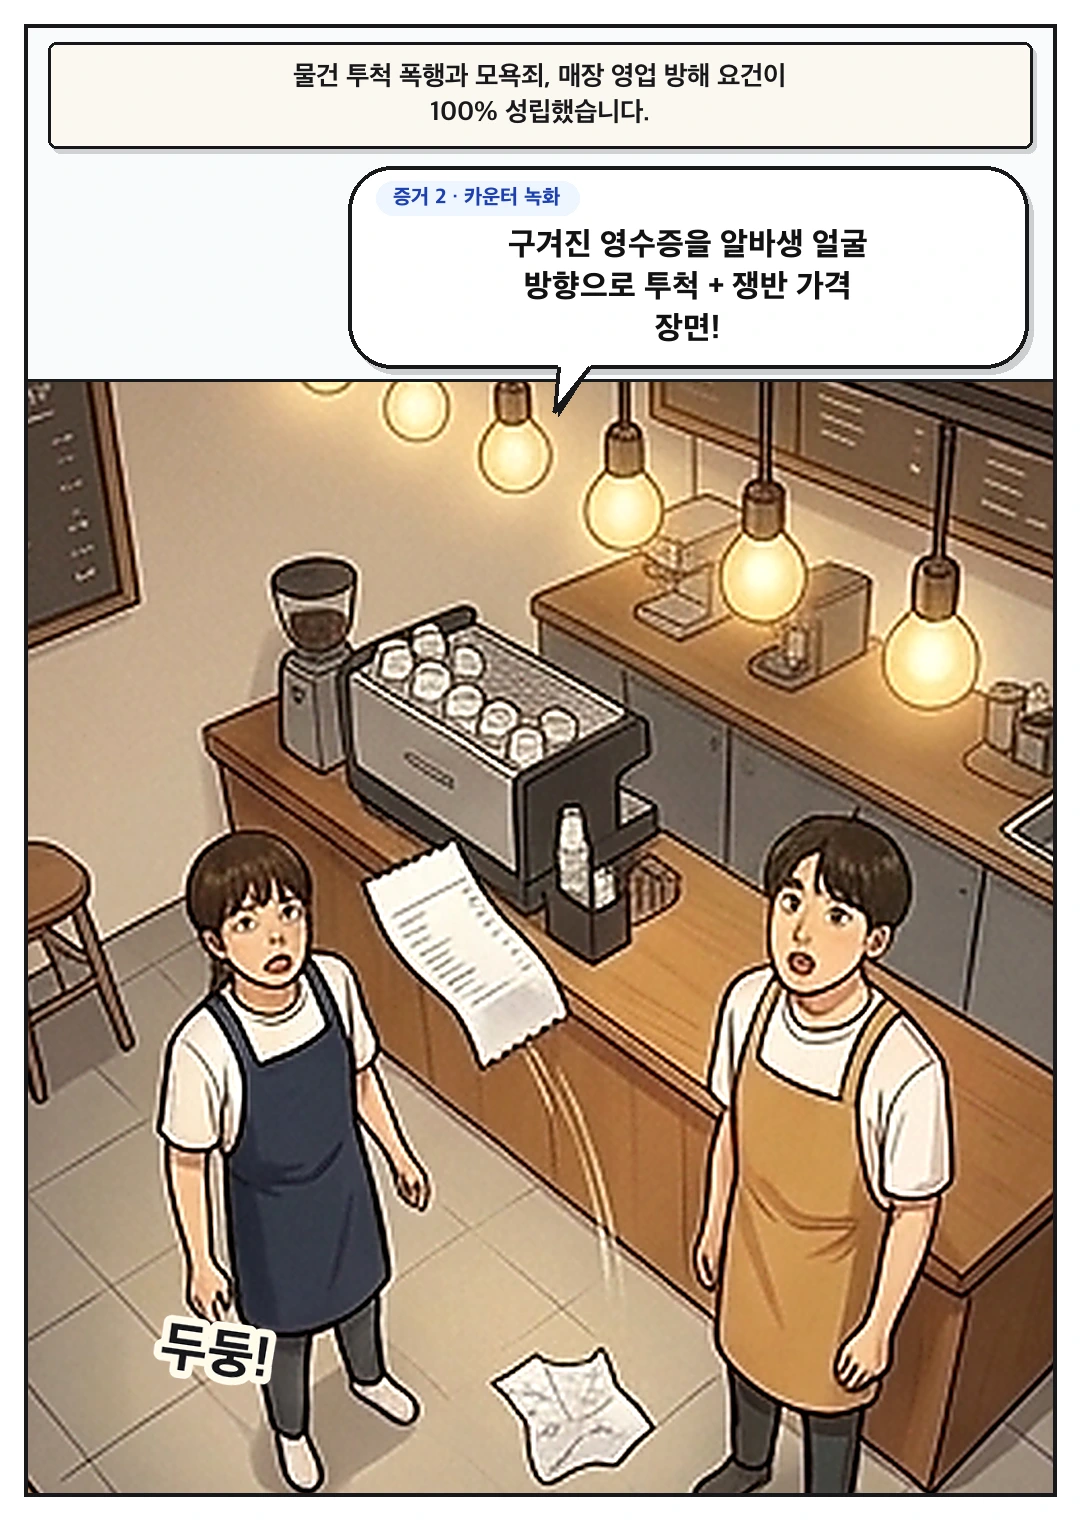 물건 투척 폭행과 모욕죄, 매장 영업 방해 요건이
100% 성립했습니다.
증거 2 · 카운터 녹화
구겨진 영수증을 알바생 얼굴
방향으로 투척 + 쟁반 가격
장면!
두둥!